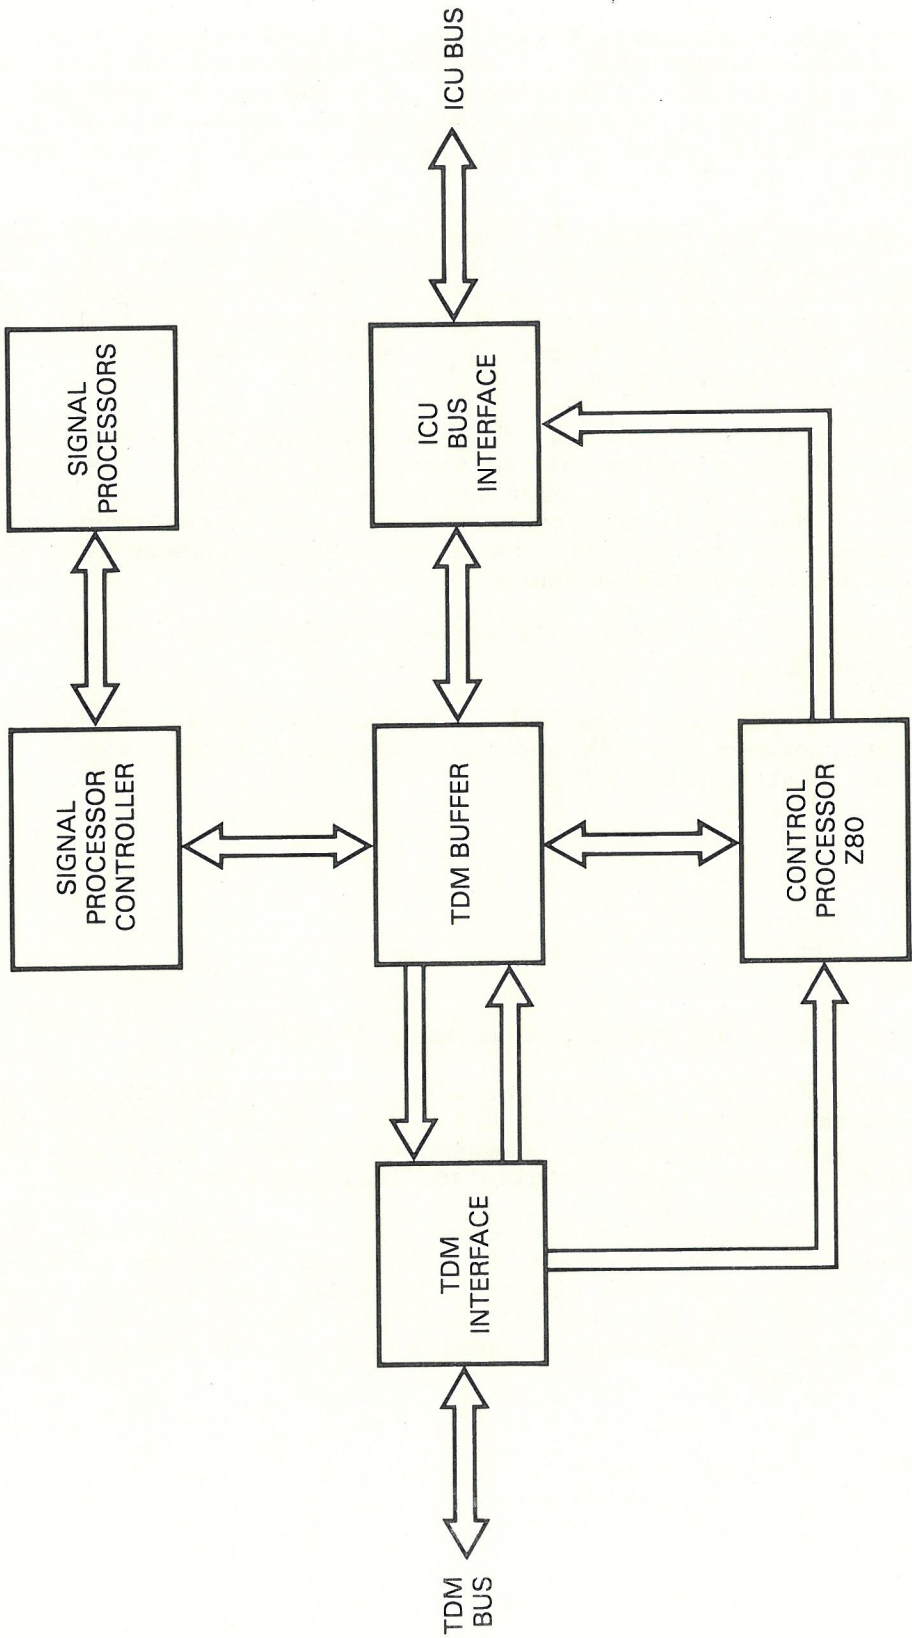 SIGNAL
PROCESSOR
CONTROLLER
SIGNAL
PROCESSORS
TDM
BUS
TDM
INTERFACE
TDM BUFFER
ICU
BUS
INTERFACE
ICU BUS
CONTROL
PROCESSOR
Z80